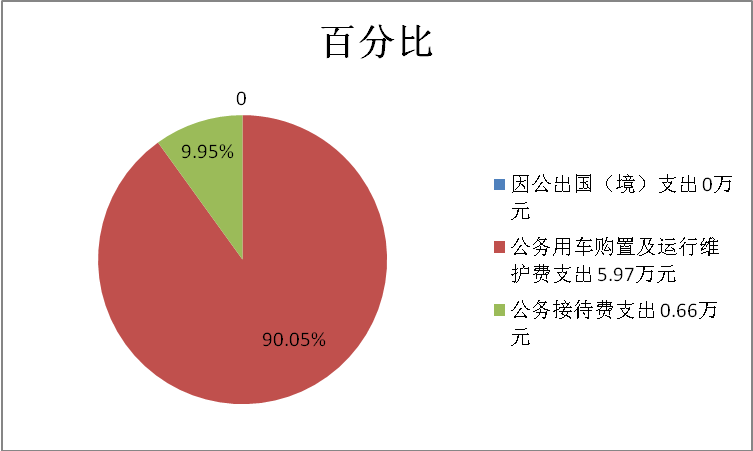 百分比
0
9.95%
90.05%
因公出国（境）支出0万
元
公务用车购置及运行维
护费支出5.97万元
公务接待费支出0.66万
元